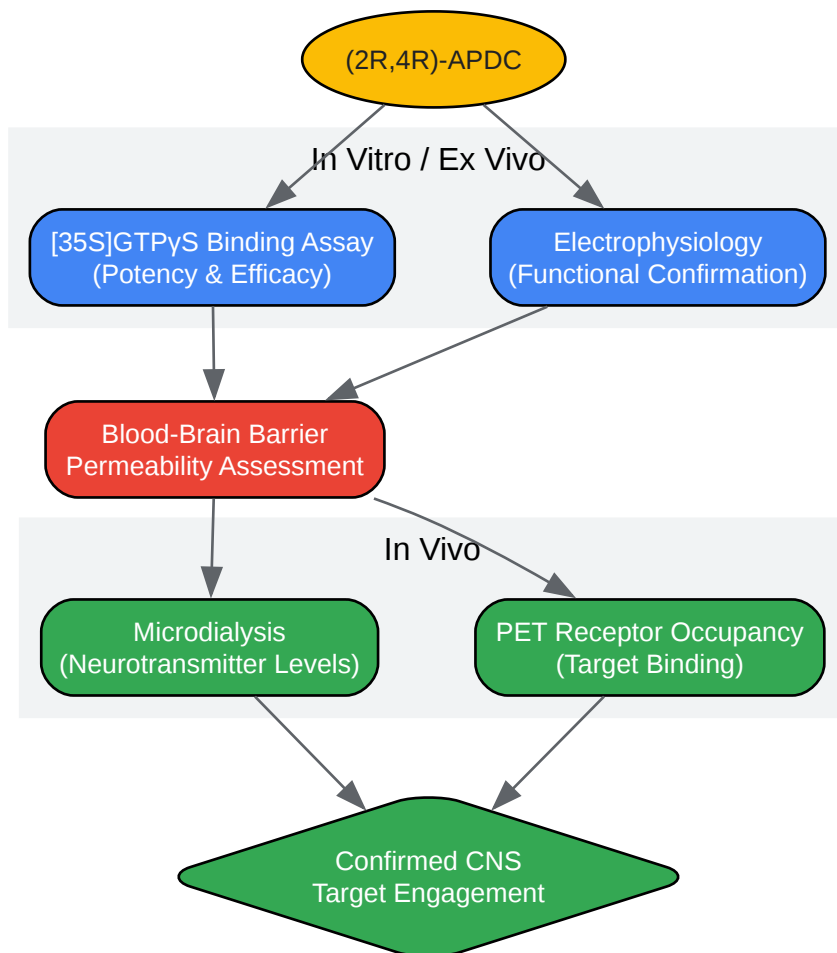 (2R,4R)-APDC
In Vitro / Ex Vivo
[35S]GTPγS Binding Assay
(Potency & Efficacy)
Electrophysiology
(Functional Confirmation)
Blood-Brain Barrier
Permeability Assessment
In Vivo
Microdialysis
(Neurotransmitter Levels)
PET Receptor Occupancy
(Target Binding)
Confirmed CNS
Target Engagement